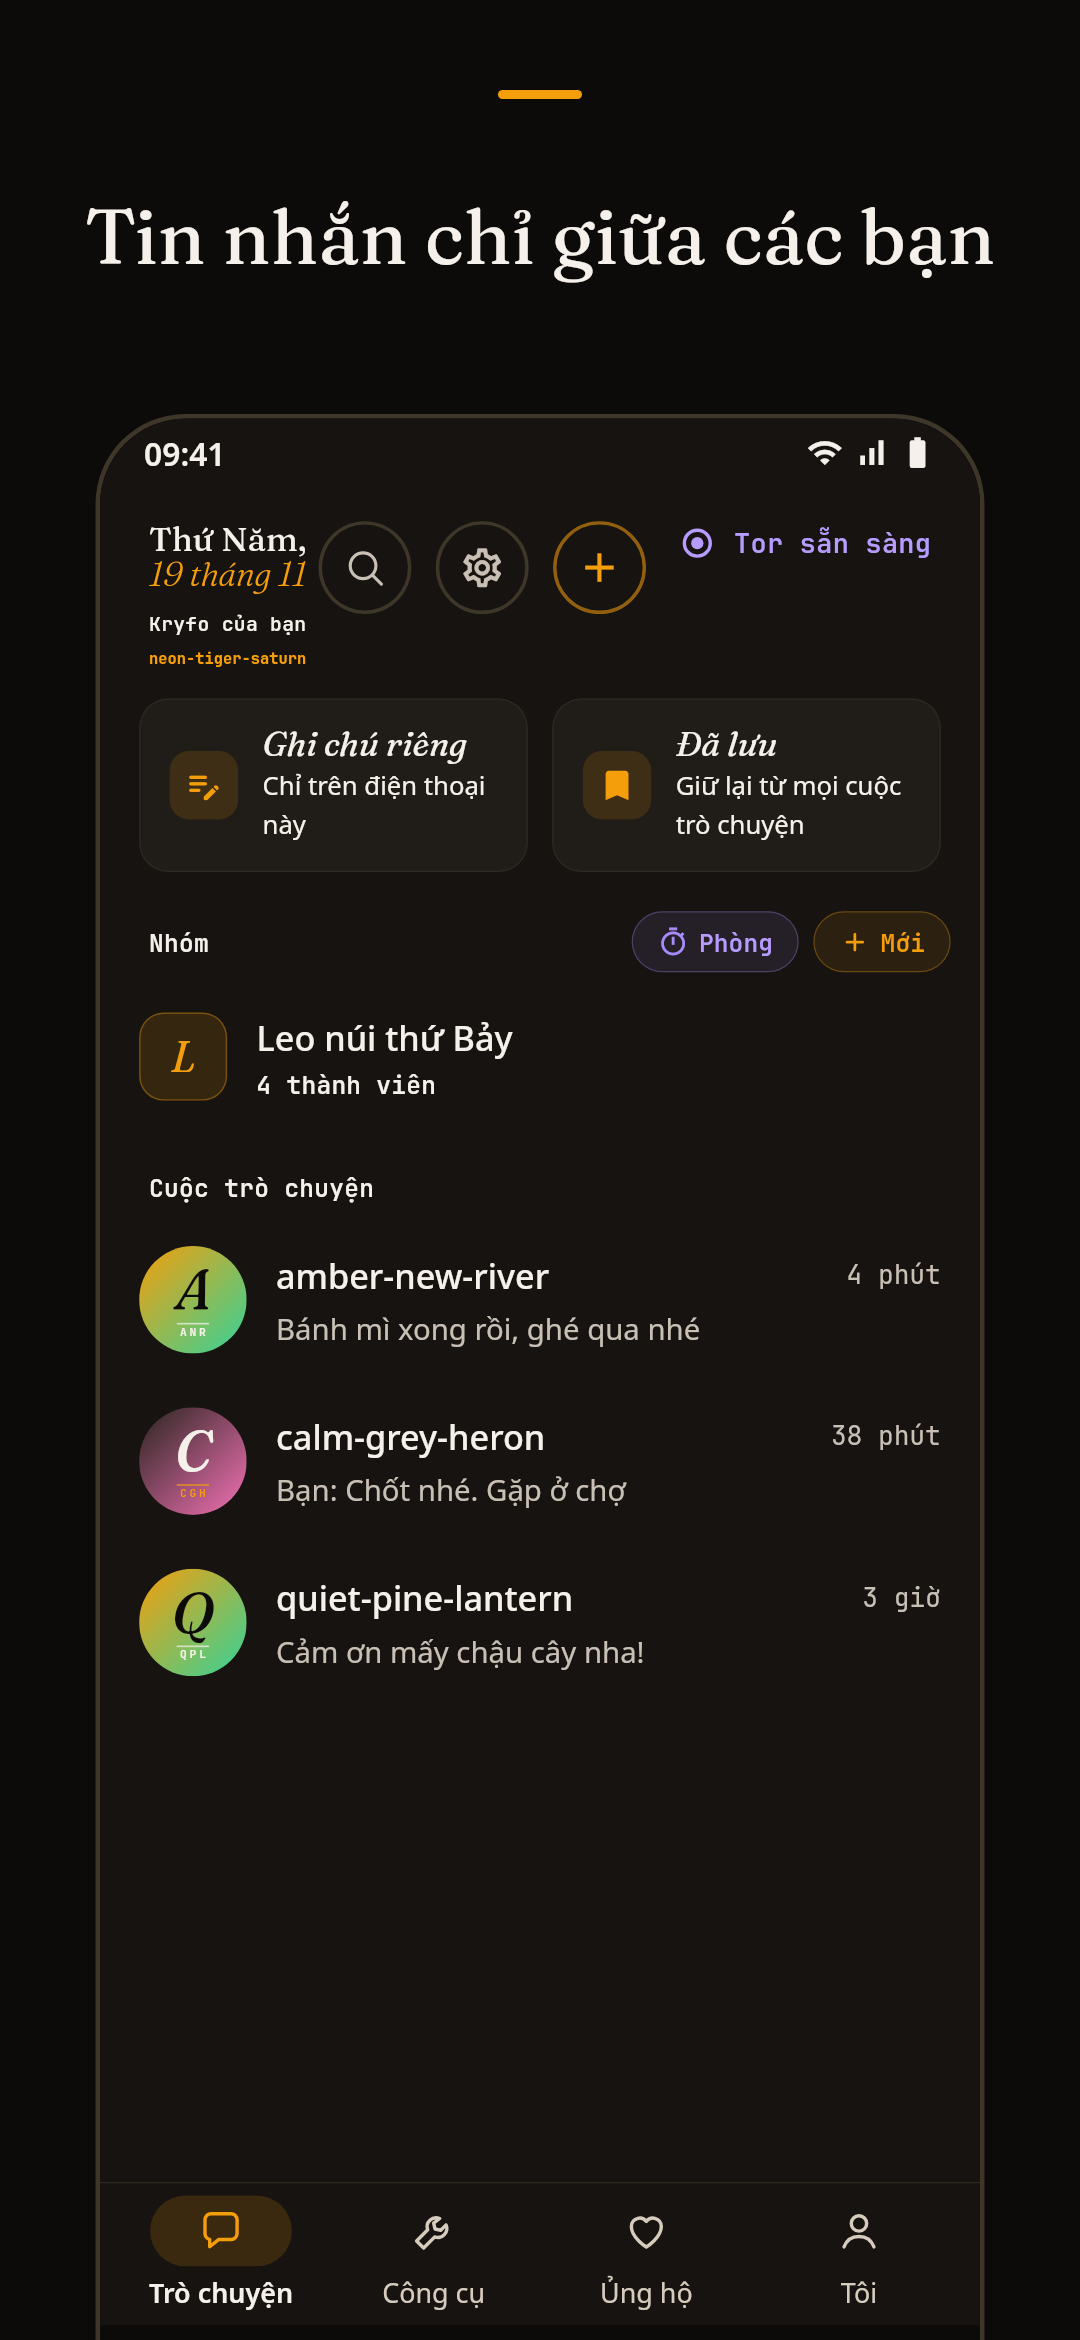 Tin nhắn chỉ giữa các bạn
09:41
Thứ Năm,
19 tháng 11
Kryfo của bạn
neon-tiger-saturn
Tor sẵn sàng
Ghi chú riêng
Chỉ trên điện thoại
này
Đã lưu
Giữ lại từ mọi cuộc
trò chuyện
Nhóm
Phòng
Mới
L
Leo núi thứ Bảy
4 thành viên
Cuộc trò chuyện
A
ANR
amber-new-river
4 phút
Bánh mì xong rồi, ghé qua nhé
C
CGH
calm-grey-heron
38 phút
Bạn: Chốt nhé. Gặp ở chợ
Q
QPL
quiet-pine-lantern
3 giờ
Cảm ơn mấy chậu cây nha!
Trò chuyện
Công cụ
Ủng hộ
Tôi